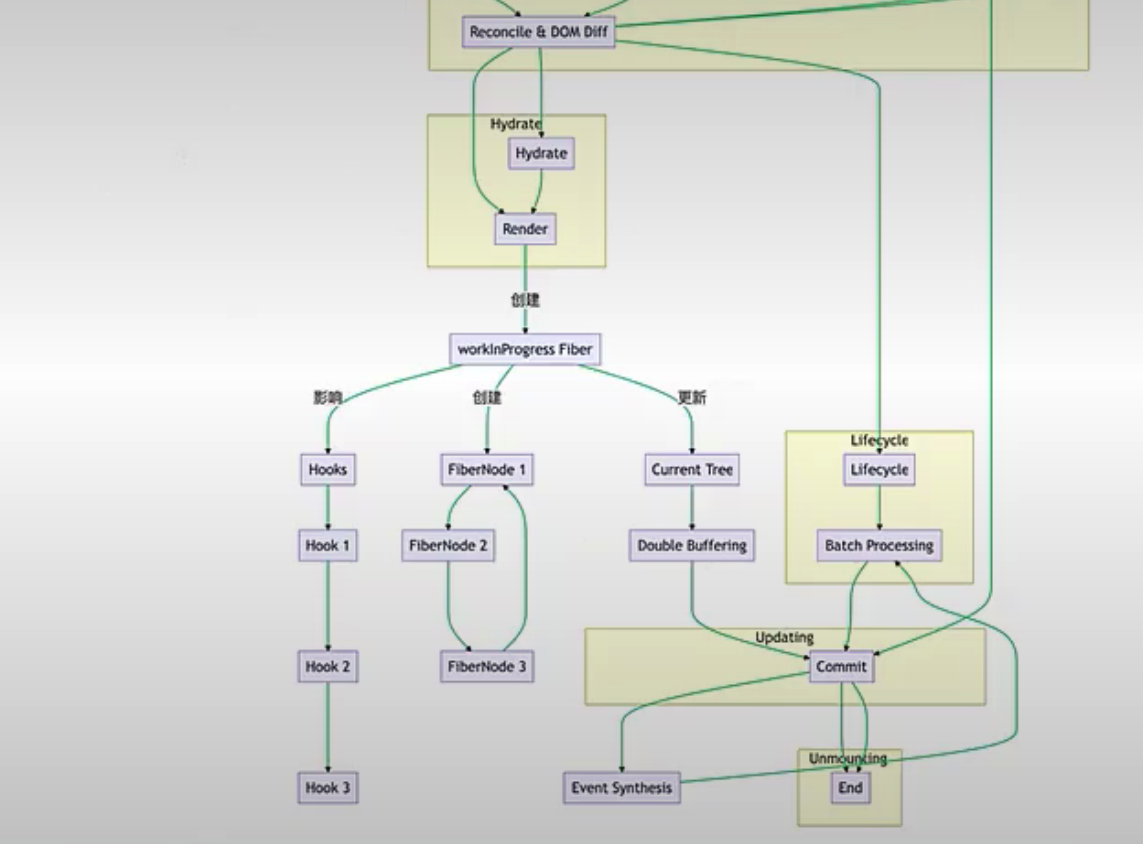 Reconcile & DOM Diff
Hydrate
Hydrate
Render
创建
workInProgress Fiber
影响
创建
更新
Lifecycle
Hooks
FiberNode 1
Current Tree
Lifecycle
Hook 1
FiberNode 2
Double Buffering
Batch Processing
Updating
Hook 2
FiberNode 3
Commit
Unmounting
Hook 3
Event Synthesis
End